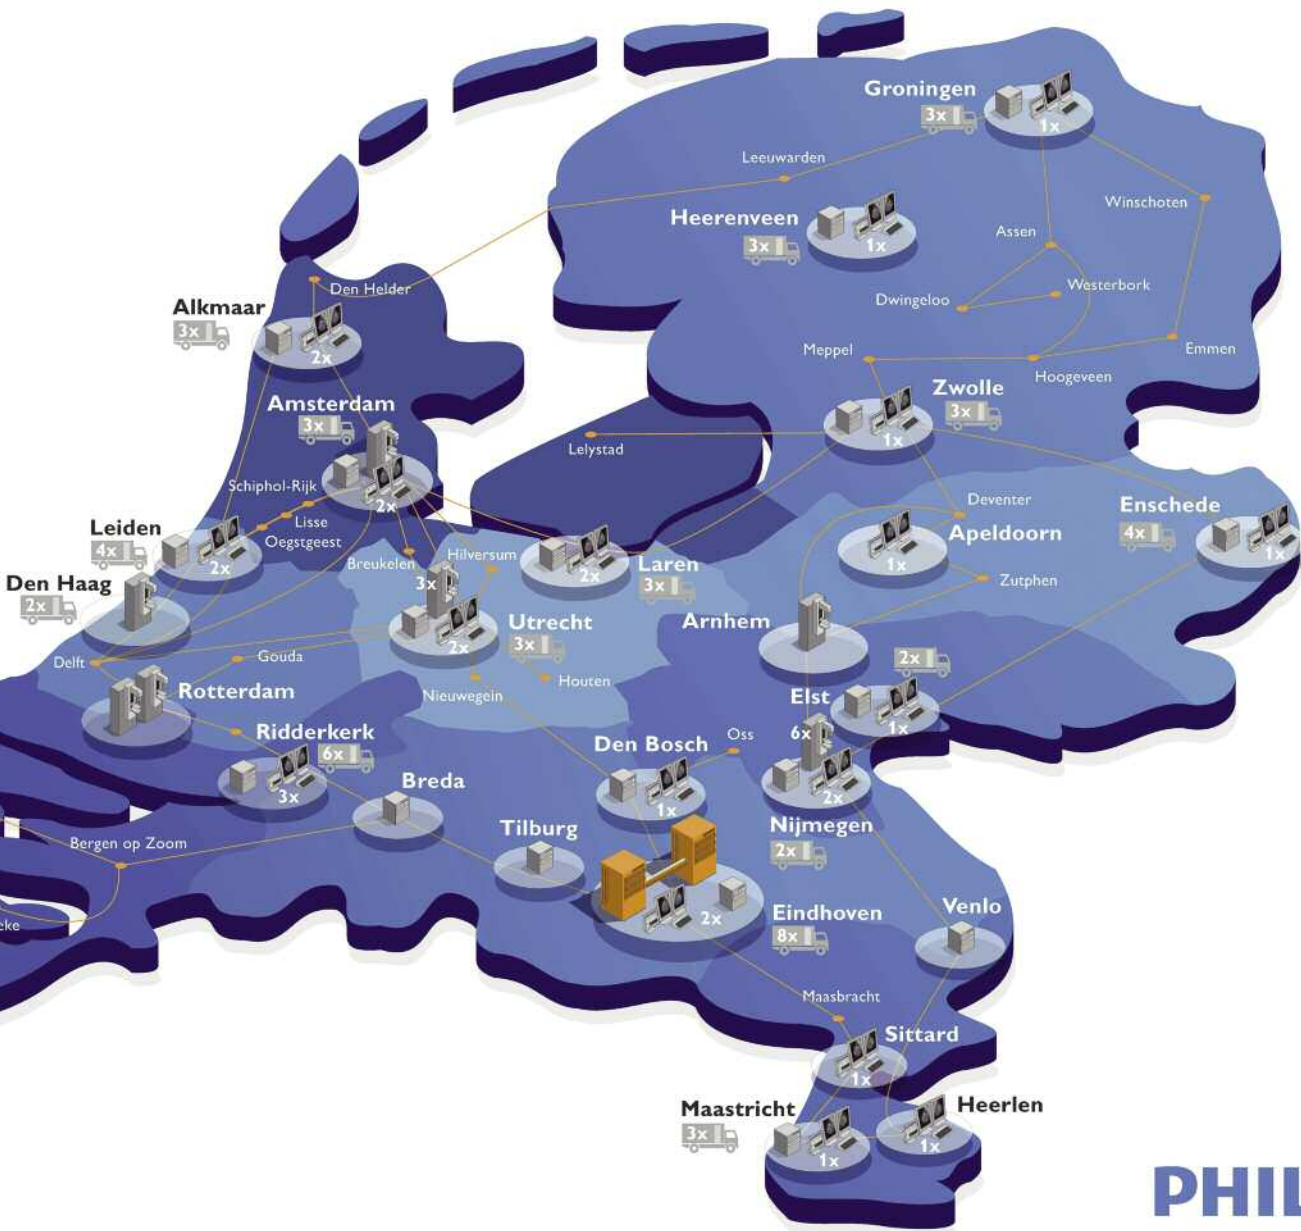 Groningen
3x
1x
Leeuwarden
Winschoten
Heerenveen
3x
1x
Assen
Westerbork
Den Helder
Dwingeloo
Alkmaar
3x
2x
Meppel
Emmen
Hoogeveen
Zwolle
3x
1x
Amsterdam
3x
2x
Lelystad
Schiphol-Rijk
Lisse
Oegstgeest
Deventer
Enschede
4x
1x
Leiden
4x
2x
Apeldoorn
1x
Breukelen
Hilversum
3x
Laren
3x
2x
Den Haag
2x
Zutphen
Utrecht
3x
2x
Arnhem
Delft
Gouda
2x
Houten
Nieuwegein
Rotterdam
Elst
1x
Ridderkerk
6x
3x
Den Bosch
1x
Oss
6x
2x
Breda
Tilburg
Nijmegen
2x
Bergen op Zoom
Venlo
Eindhoven
8x
2x
eke
Maasbracht
Sittard
1x
Maastricht
3x
1x
Heerlen
1x
PHIL